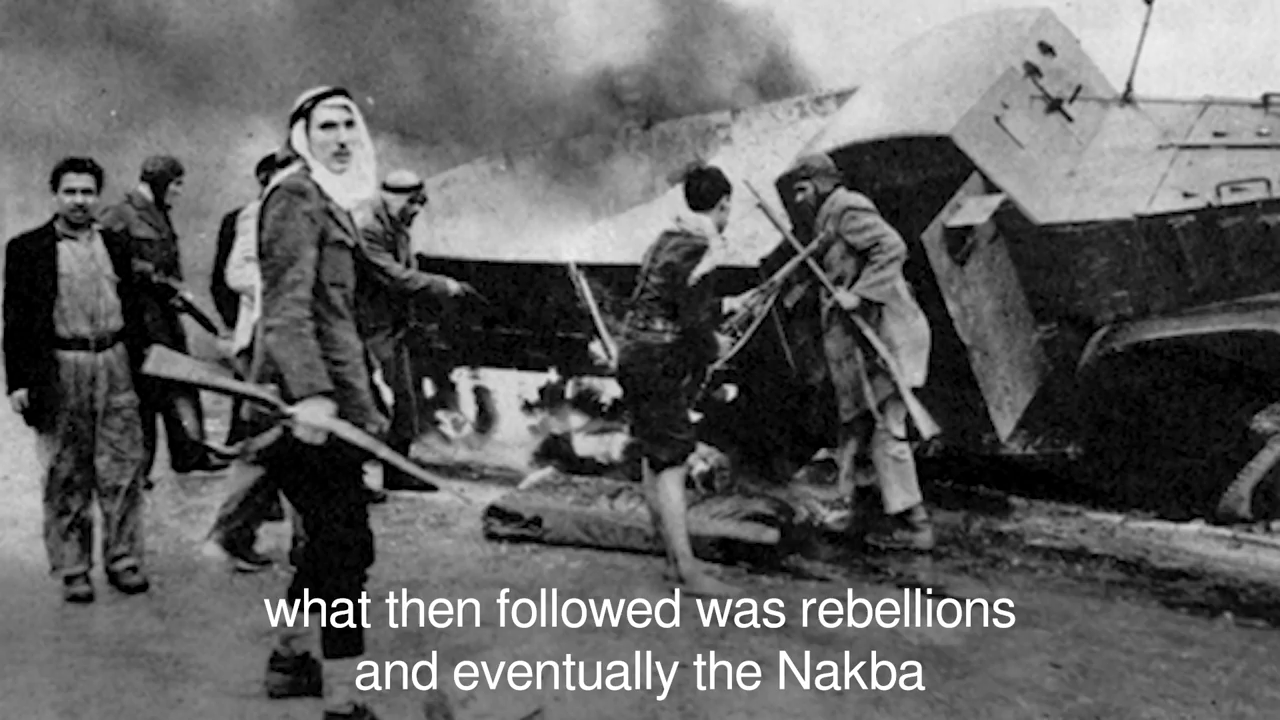 what then followed was rebellions
and eventually the Nakba